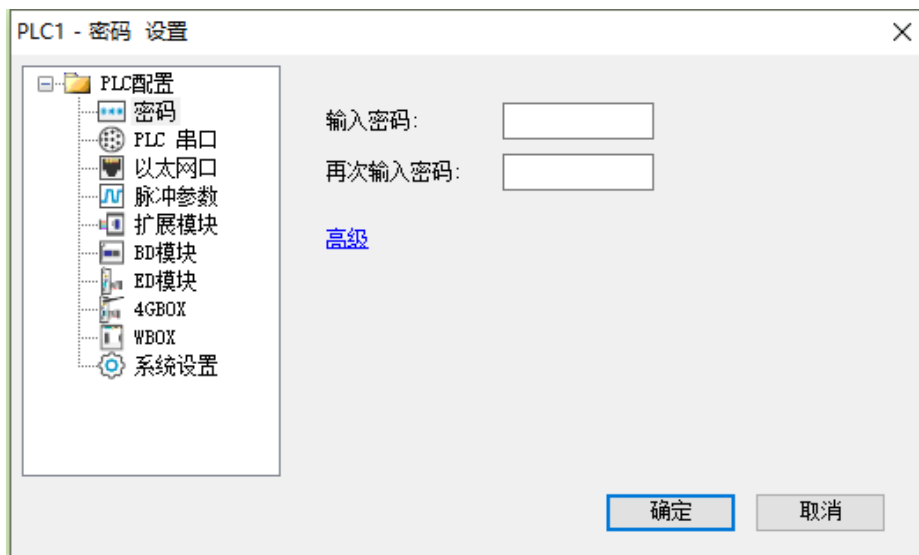 PLC1 - 密码 设置
PLC配置
密码
PLC 串口
以太网口
脉冲参数
扩展模块
BD模块
ED模块
4GBOX
WBOX
系统设置
输入密码:
再次输入密码:
高级
确定
取消